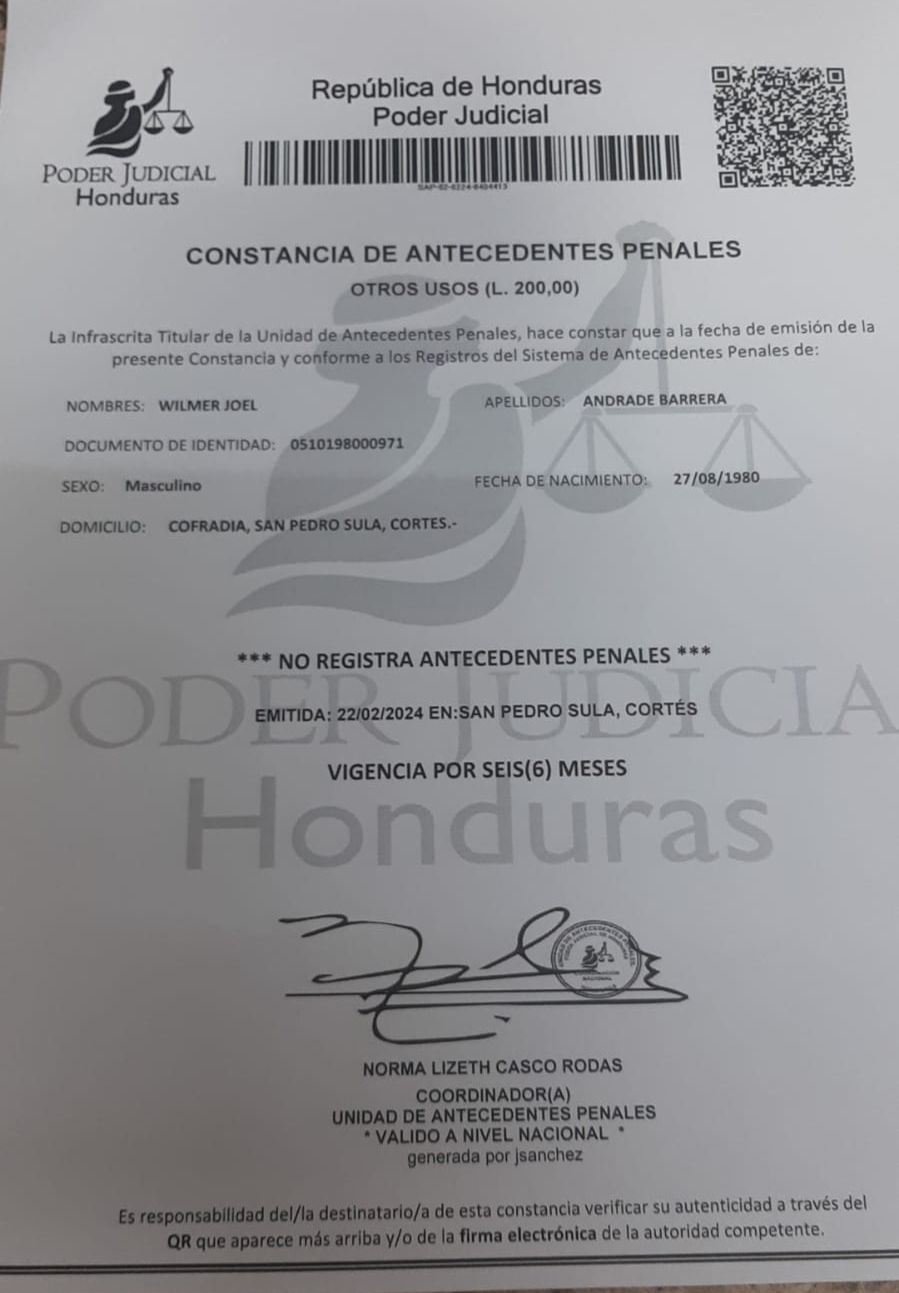 República de Honduras
Poder Judicial
PODER JUDICIAL
Honduras
CONSTANCIA DE ANTECEDENTES PENALES
OTROS USOS (L. 200,00)
La Infrascrita Titular de la Unidad de Antecedentes Penales, hace constar que a la fecha de emisión de la
presente Constancia y conforme a los Registros del Sistema de Antecedentes Penales de:
NOMBRES: WILMER JOEL APELLIDOS: ANDRADE BARRERA
DOCUMENTO DE IDENTIDAD: 0510198000971
SEXO: Masculino FECHA DE NACIMIENTO: 27/08/1980
DOMICILIO: COFRADIA, SAN PEDRO SULA, CORTES.-
*** NO REGISTRA ANTECEDENTES PENALES ***
PODER JUDICIA
EMITIDA: 22/02/2024 EN:SAN PEDRO SULA, CORTÉS
VIGENCIA POR SEIS(6) MESES
Honduras
NORMA LIZETH CASCO RODAS
COORDINADOR(A)
UNIDAD DE ANTECEDENTES PENALES
* VALIDO A NIVEL NACIONAL *
generada por jsanchez
Es responsabilidad del/la destinatario/a de esta constancia verificar su autenticidad a través del
QR que aparece más arriba y/o de la firma electrónica de la autoridad competente.